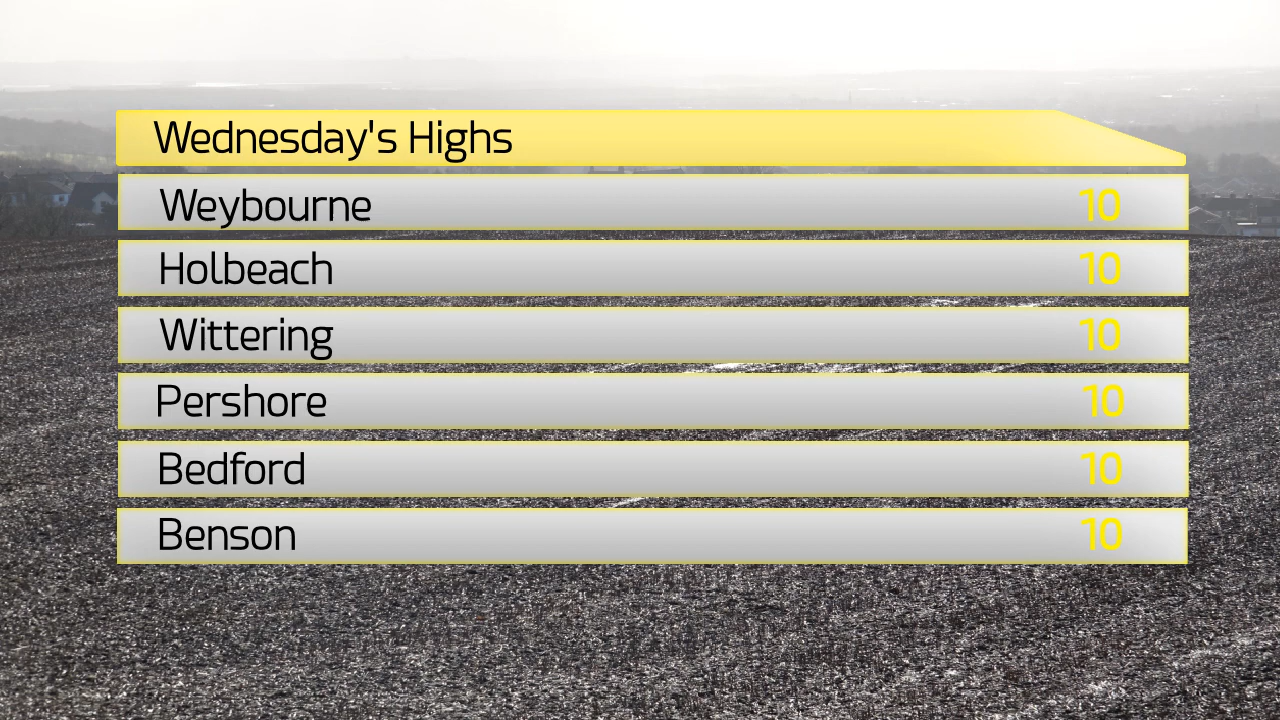 Wednesday's Highs
Weybourne 10
Holbeach 10
Wittering 10
Pershore 10
Bedford 10
Benson 10